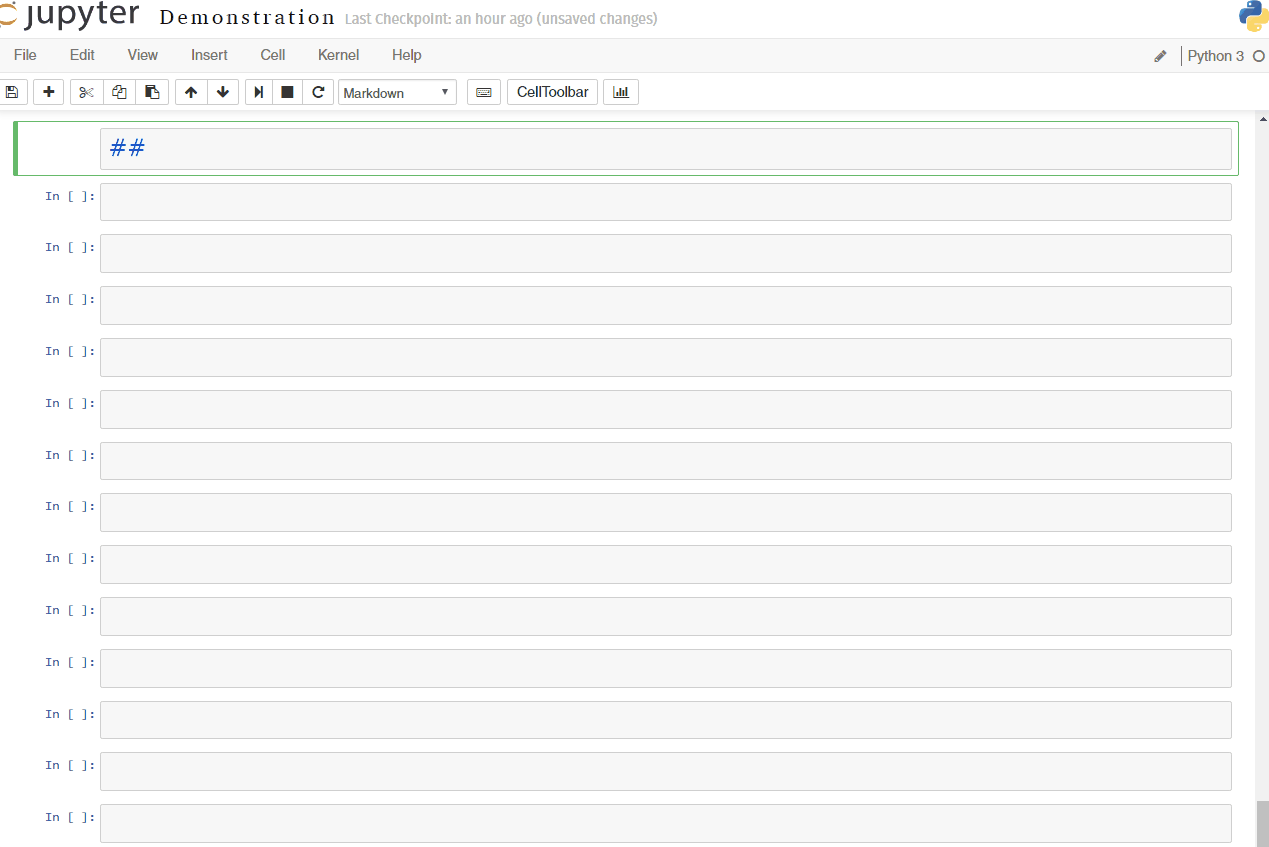 jupyter Demonstration Last Checkpoint: an hour ago (unsaved changes)
File Edit View Insert Cell Kernel Help Python 3
Markdown CellToolbar
##
In [ ]:
In [ ]:
In [ ]:
In [ ]:
In [ ]:
In [ ]:
In [ ]:
In [ ]:
In [ ]:
In [ ]:
In [ ]:
In [ ]:
In [ ]: